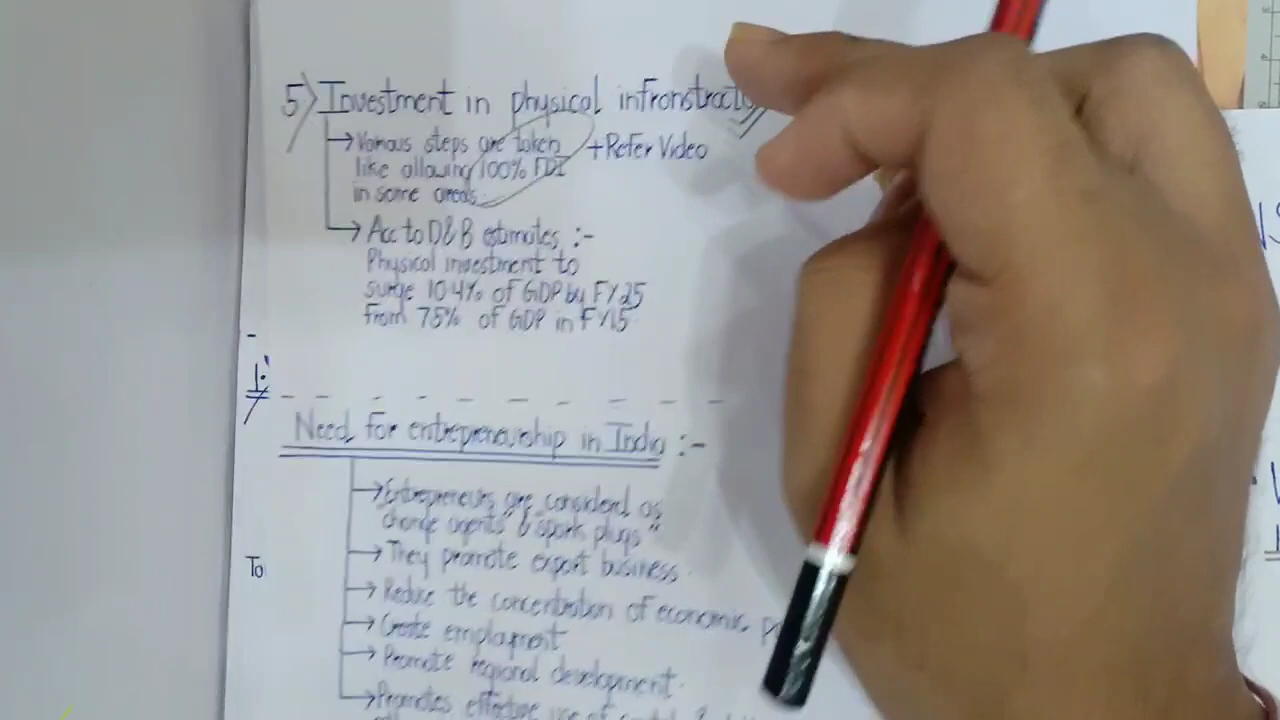 5) Investment in physical infronstractu
→ Various steps are taken + Refer Video
like allowing 100% FDI
in some areas.
→ Acc to D&B estimates :-
Physical investment to
surge 10.4% of GDP by FY25
from 7.5% of GDP in FY15.
Need for entrepreneurship in India :-
→ Entrepreneurs are considered as
"change agents" & "spark plugs"
→ They promote export business.
→ Reduce the concentration of economic
→ Create employment
→ Promote regional development.
→ Promotes effective use of capital &
To